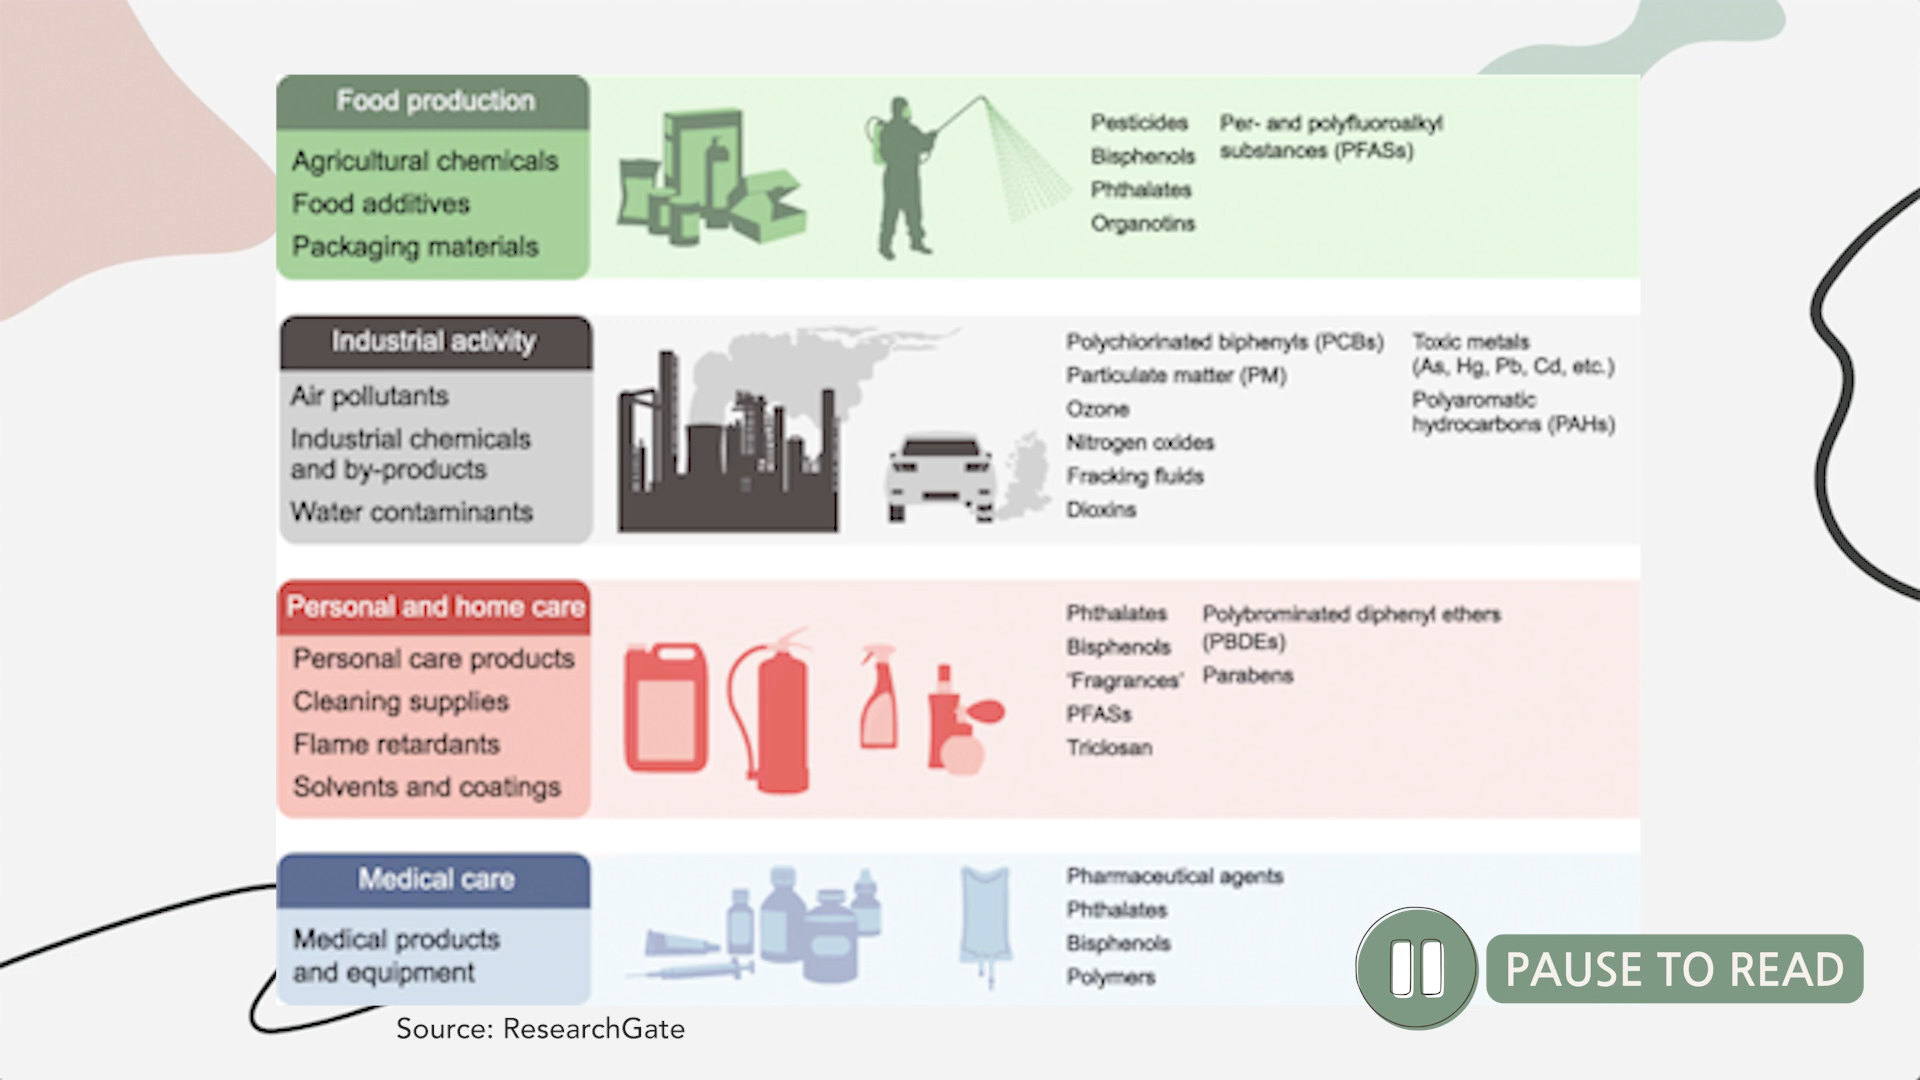 Food production
Agricultural chemicals
Food additives
Packaging materials
Pesticides
Bisphenols
Phthalates
Organotins
Per- and polyfluoroalkyl
substances (PFASs)
Industrial activity
Air pollutants
Industrial chemicals
and by-products
Water contaminants
Polychlorinated biphenyls (PCBs)
Particulate matter (PM)
Ozone
Nitrogen oxides
Fracking fluids
Dioxins
Toxic metals
(As, Hg, Pb, Cd, etc.)
Polyaromatic
hydrocarbons (PAHs)
Personal and home care
Personal care products
Cleaning supplies
Flame retardants
Solvents and coatings
Phthalates
Bisphenols
'Fragrances'
PFASs
Triclosan
Polybrominated diphenyl ethers
(PBDEs)
Parabens
Medical care
Medical products
and equipment
Pharmaceutical agents
Phthalates
Bisphenols
Polymers
PAUSE TO READ
Source: ResearchGate